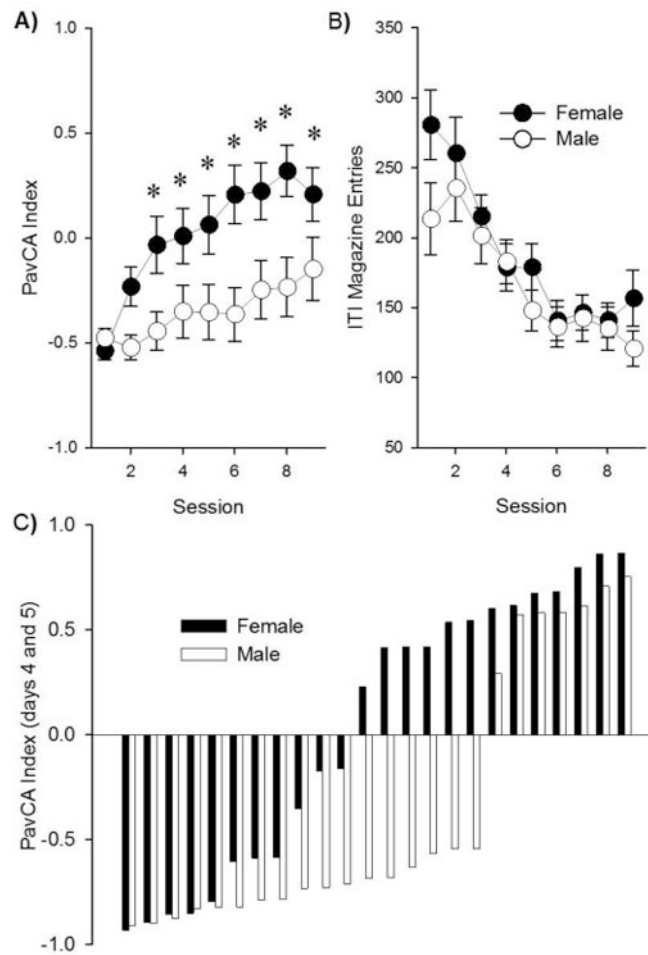 A)
1.0
0.5
0.0
-0.5
-1.0
PavCA Index
* * * * * * *
2 4 6 8
Session
B)
350
300
250
200
150
100
50
ITI Magazine Entries
Female
Male
2 4 6 8
Session
C)
1.0
0.5
0.0
-0.5
-1.0
PavCA Index (days 4 and 5)
Female
Male